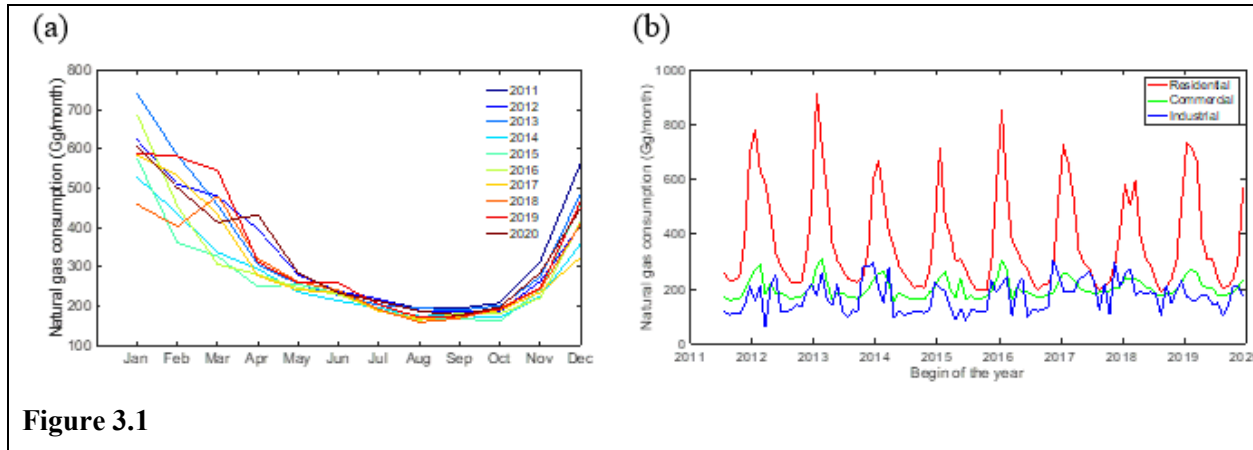 (a)
Natural gas consumption (Gg/month)
800
700
600
500
400
300
200
100
Jan Feb Mar Apr May Jun Jul Aug Sep Oct Nov Dec
2011
2012
2013
2014
2015
2016
2017
2018
2019
2020
(b)
Natural gas consumption (Gg/month)
1000
800
600
400
200
0
2011 2012 2013 2014 2015 2016 2017 2018 2019 202
Begin of the year
Residential
Commercial
Industrial
Figure 3.1